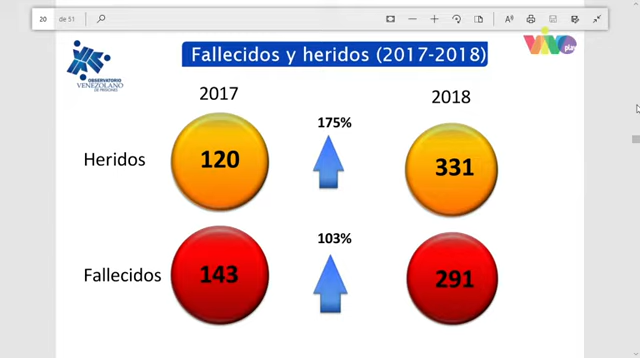 20 de 51
A
Fallecidos y heridos (2017-2018)
VIVO
play
OBSERVATORIO
VENEZOLANO
DE PRISIONES
2017
2018
175%
Heridos
120
331
103%
Fallecidos
143
291